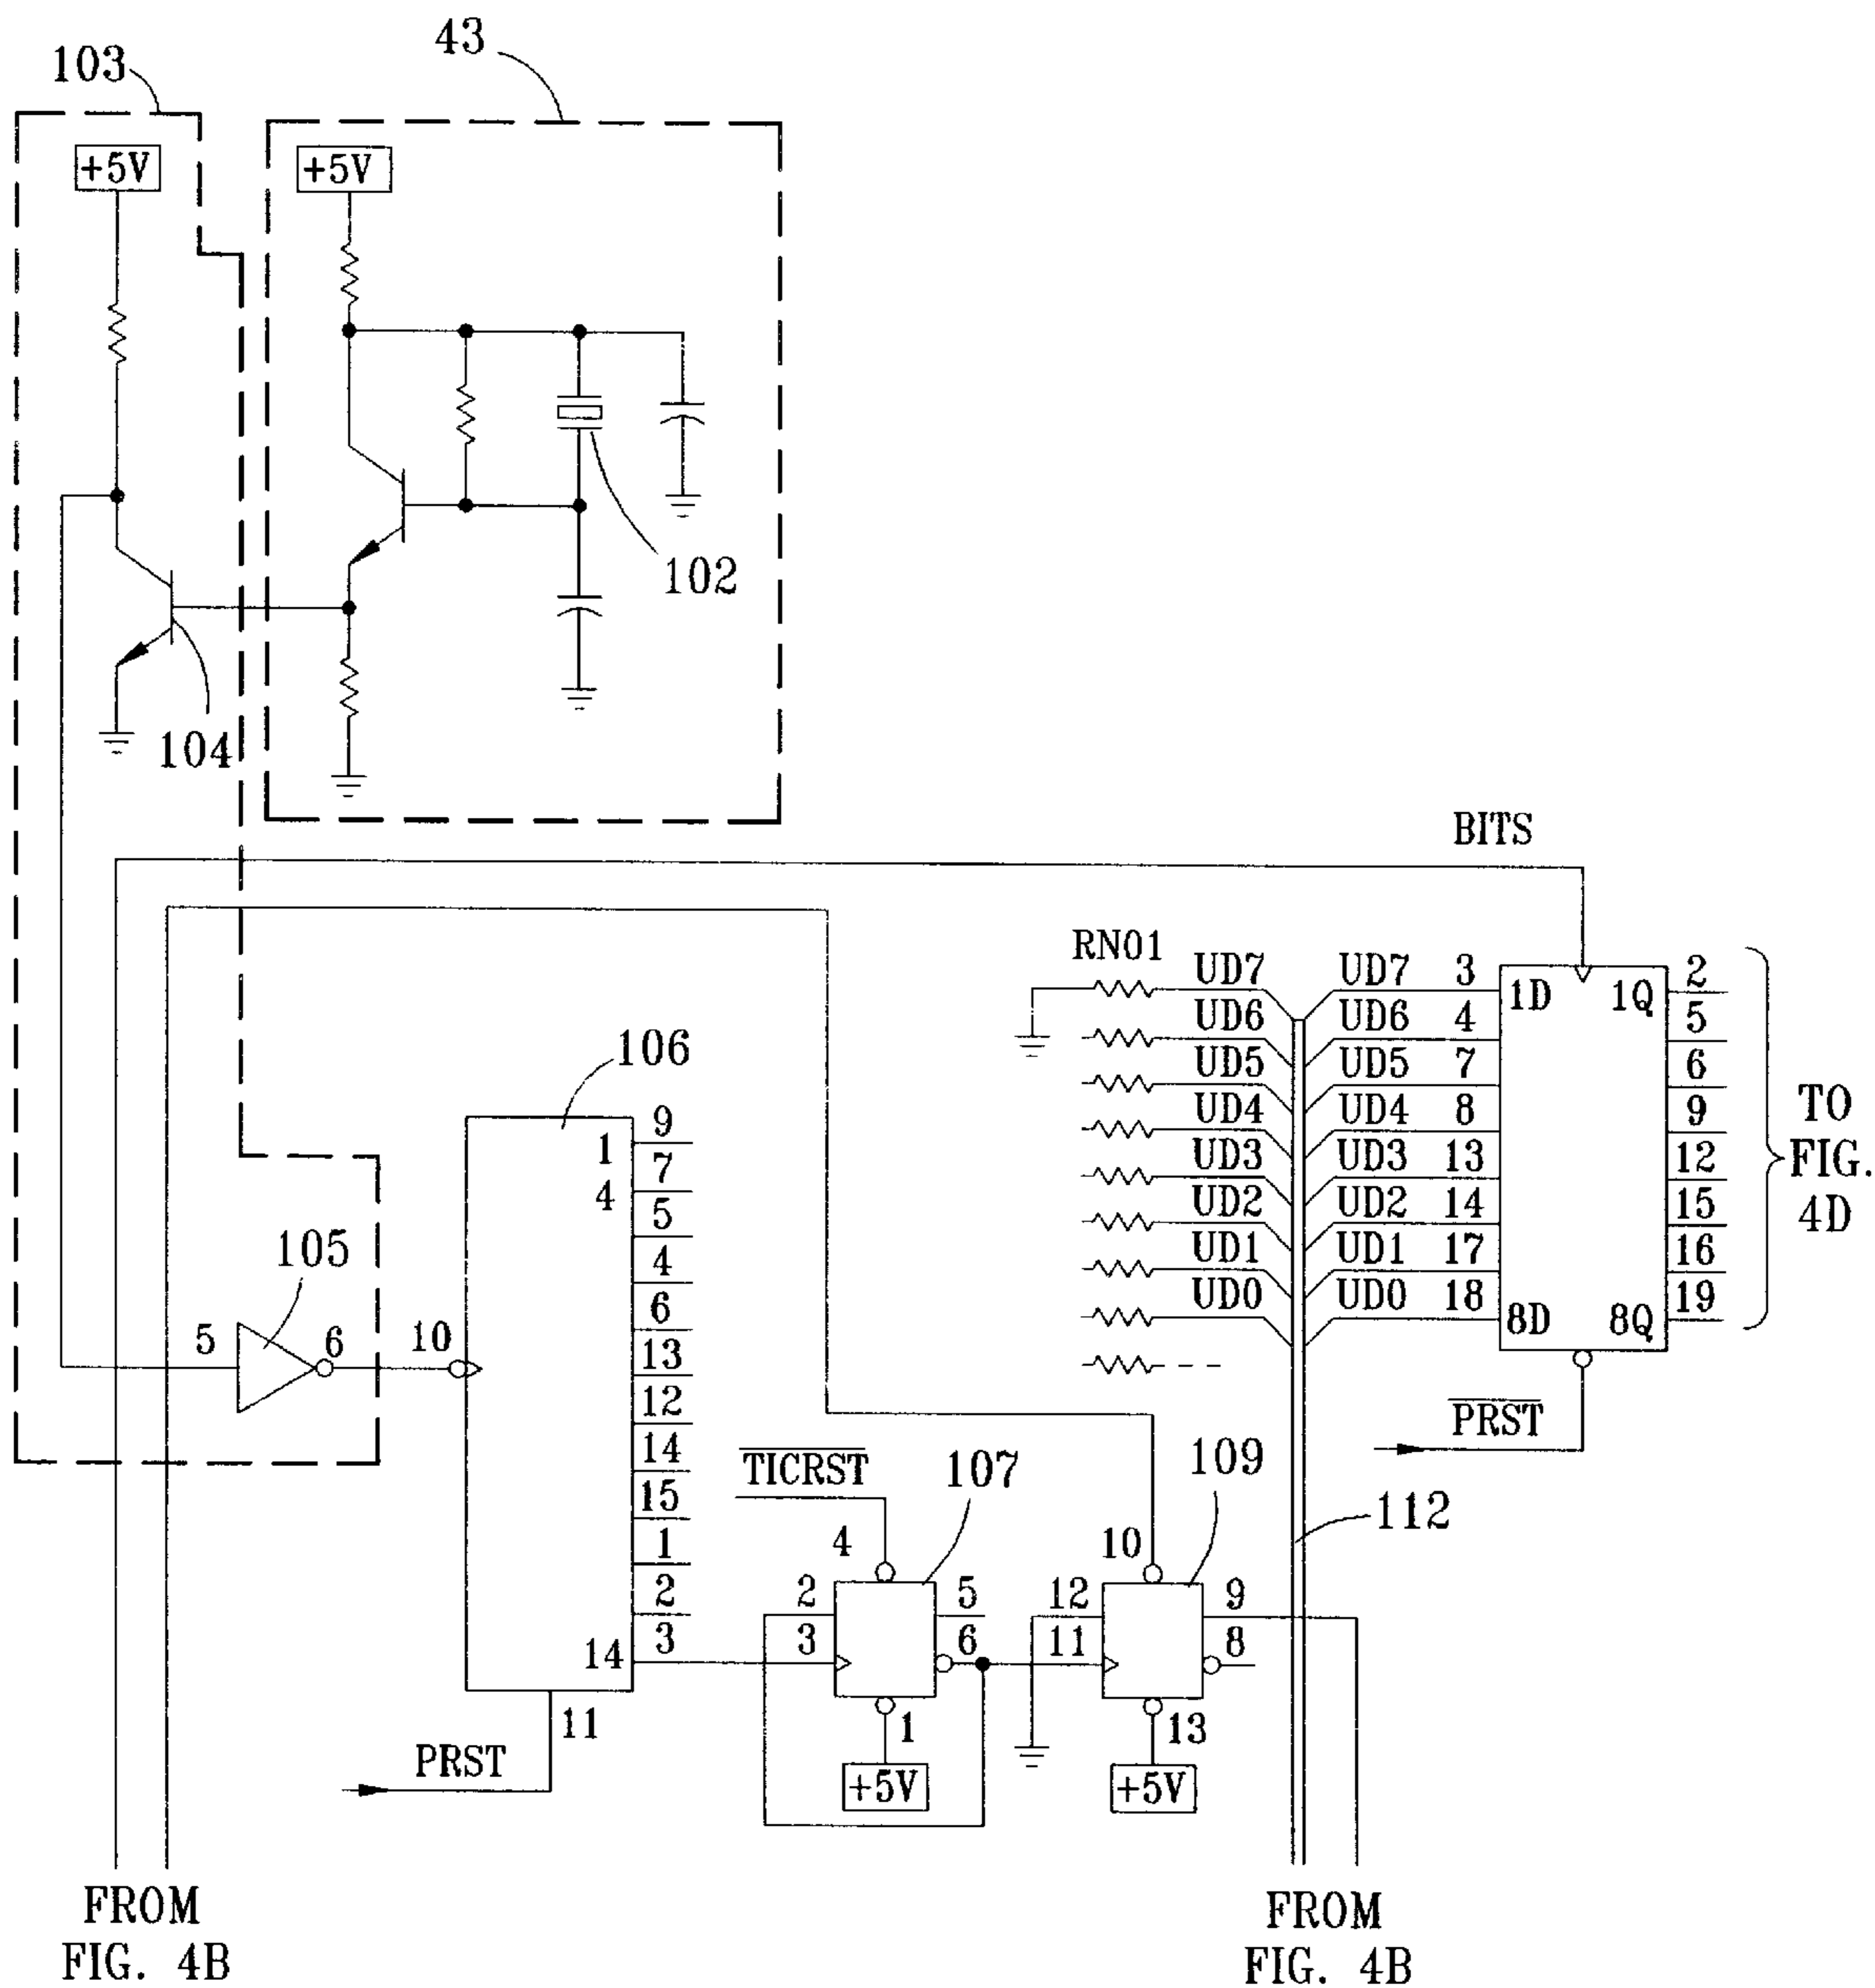 43
103
+5V
+5V
102
104
BITS
RN01
UD7
UD7
3
1D
1Q
2
UD6
UD6
4
5
UD5
UD5
7
6
UD4
UD4
8
9
UD3
UD3
13
12
UD2
UD2
14
15
UD1
UD1
17
16
UD0
UD0
18
8D
8Q
19
TO
FIG.
4D
PRST
106
1
9
4
7
5
4
6
13
12
14
15
1
2
14
3
105
5
6
10
11
PRST
TICRST
107
4
2
3
5
6
1
+5V
109
10
12
11
9
8
13
+5V
112
FROM
FIG. 4B
FROM
FIG. 4B